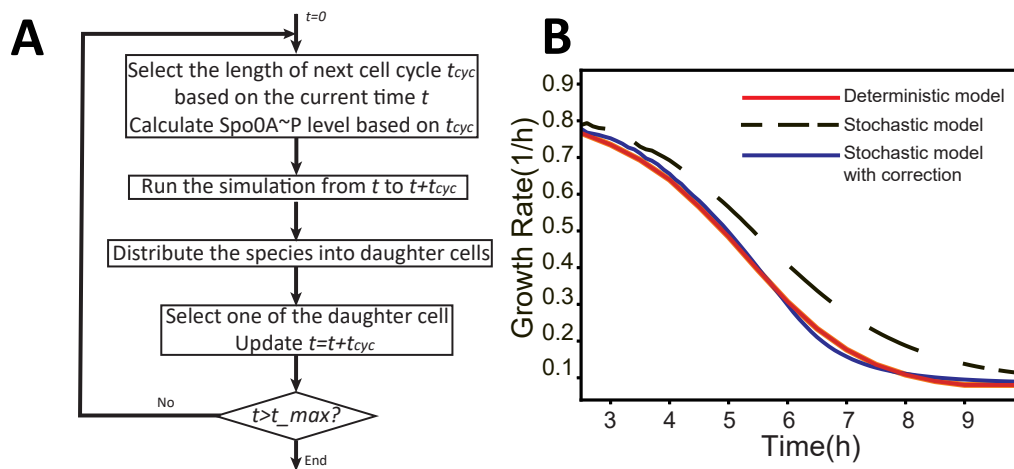 A
t=0
Select the length of next cell cycle tcyc
based on the current time t
Calculate Spo0A~P level based on tcyc
Run the simulation from t to t+tcyc
Distribute the species into daughter cells
Select one of the daughter cell
Update t=t+tcyc
No
t>t_max?
End
B
0.9
0.8
0.7
0.6
0.5
0.4
0.3
0.2
0.1
Growth Rate(1/h)
Deterministic model
Stochastic model
Stochastic model
with correction
3 4 5 6 7 8 9
Time(h)